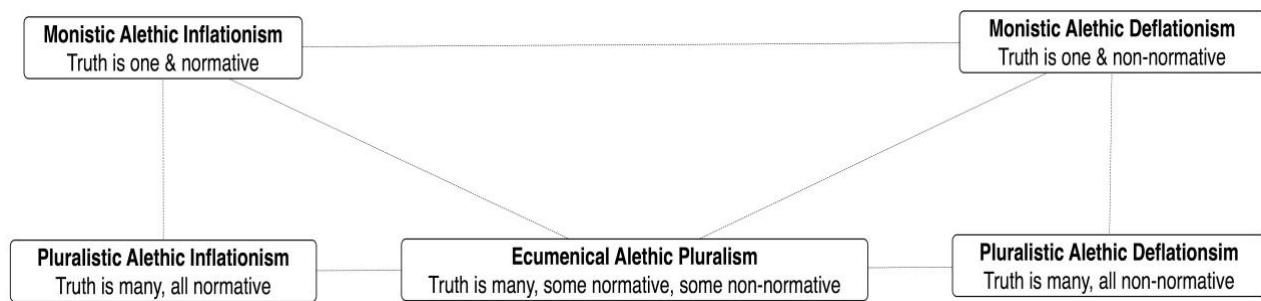 Monistic Alethic Inflationism
Truth is one & normative
Monistic Alethic Deflationism
Truth is one & non-normative
Pluralistic Alethic Inflationism
Truth is many, all normative
Ecumenical Alethic Pluralism
Truth is many, some normative, some non-normative
Pluralistic Alethic Deflationsim
Truth is many, all non-normative